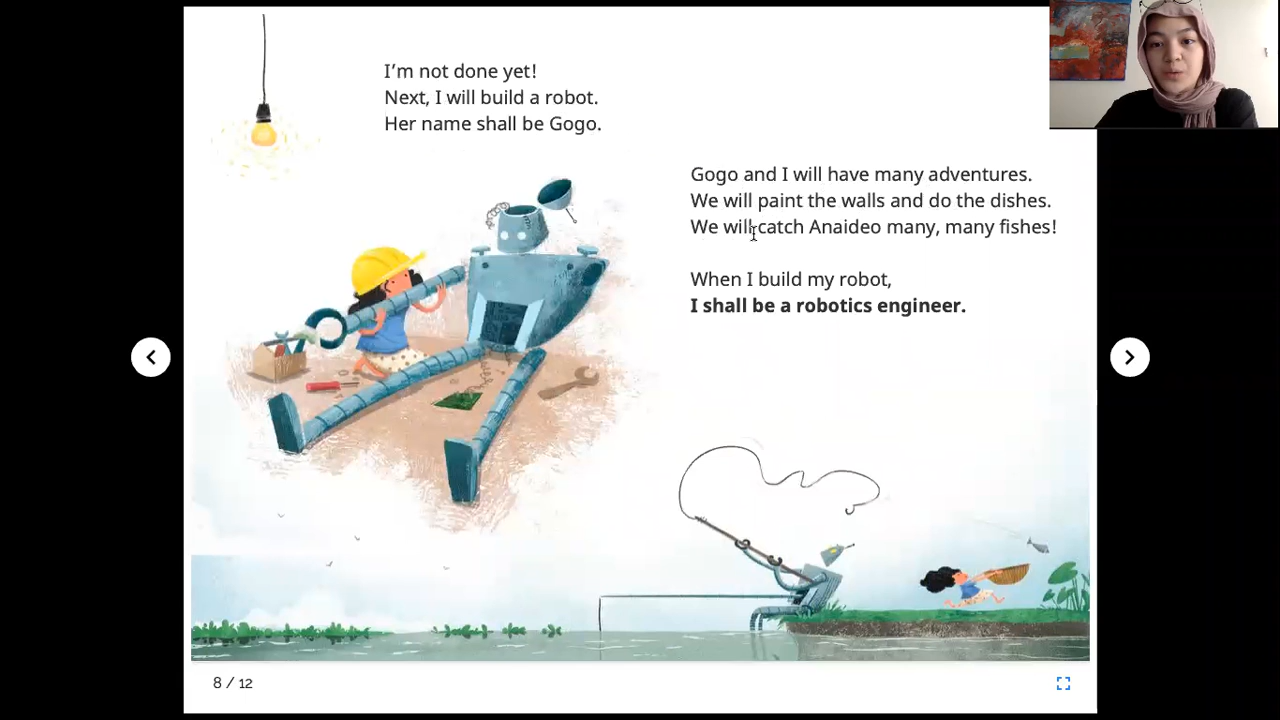 I’m not done yet!
Next, I will build a robot.
Her name shall be Gogo.
Gogo and I will have many adventures.
We will paint the walls and do the dishes.
We will catch Anaideo many, many fishes!
When I build my robot,
I shall be a robotics engineer.
8 / 12